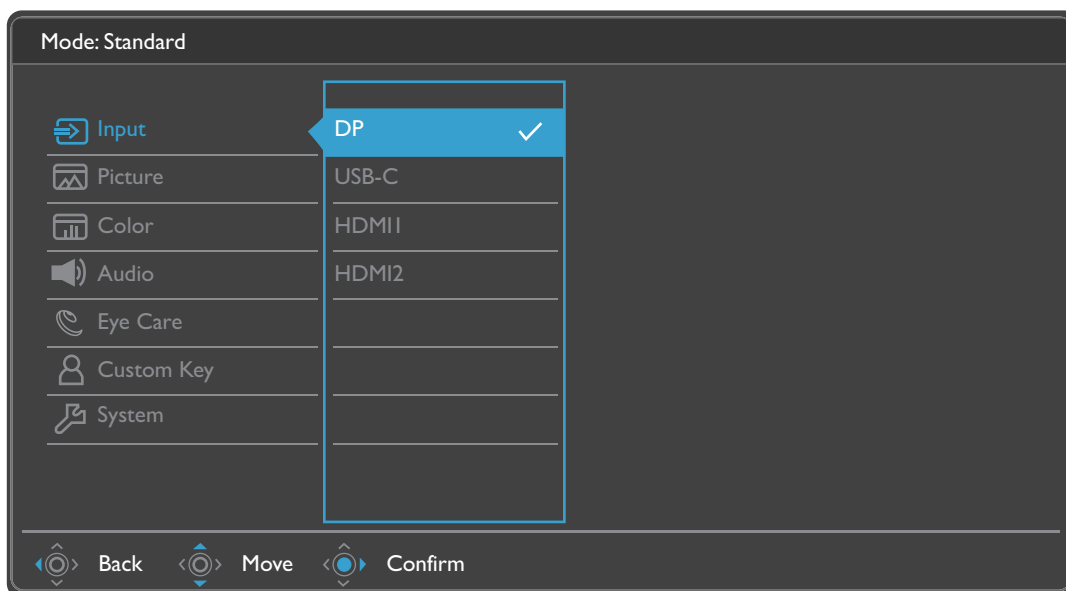 Mode: Standard
Input
DP
Picture
USB-C
Color
HDMI1
Audio
HDMI2
Eye Care
Custom Key
System
Back
Move
Confirm